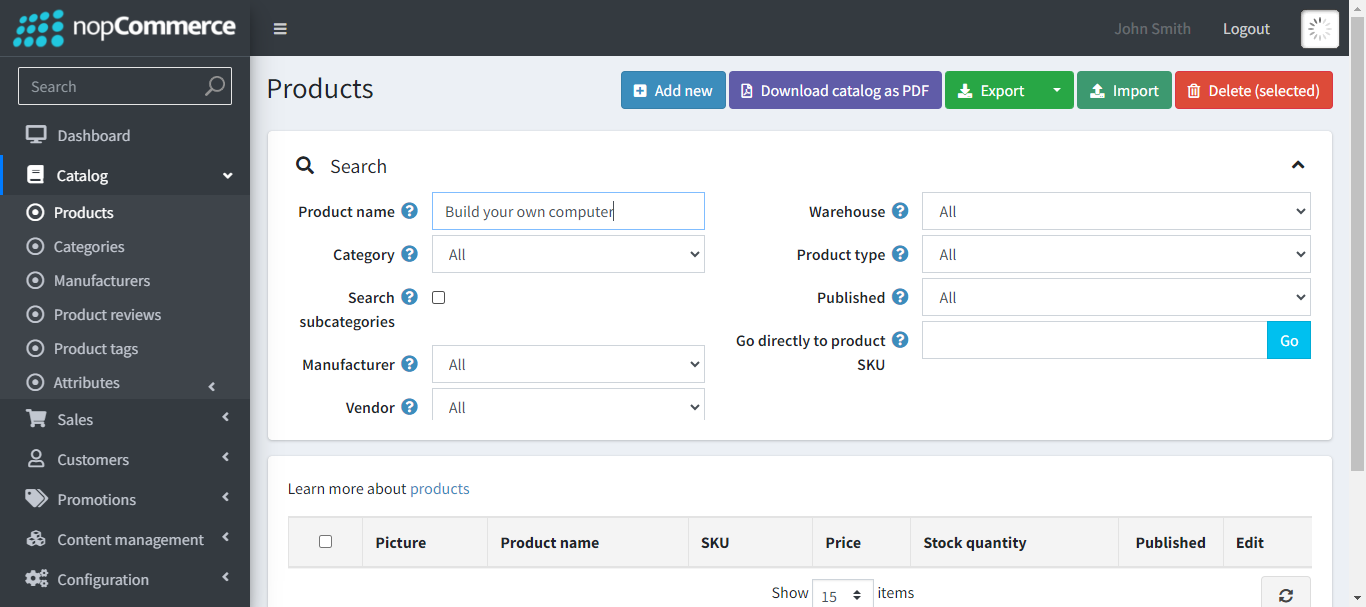 nopCommerce
John Smith
Logout
Search
Dashboard
Catalog
Products
Categories
Manufacturers
Product reviews
Product tags
Attributes
Sales
Customers
Promotions
Content management
Configuration
Products
Add new
Download catalog as PDF
Export
Import
Delete (selected)
Search
Product name
Build your own computer
Category
All
Search
subcategories
Manufacturer
All
Vendor
All
Warehouse
All
Product type
All
Published
All
Go directly to product
SKU
Go
Learn more about products
Picture Product name SKU Price Stock quantity Published Edit
Show 15 items